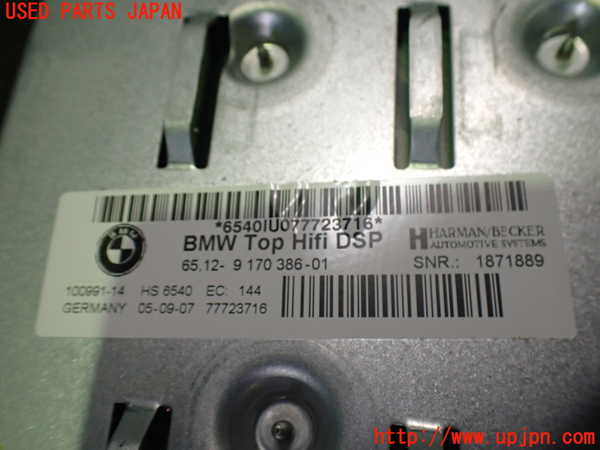 USED PARTS JAPAN
*6540IU077723716*
BMW Top Hifi DSP
HARMAN/BECKER
AUTOMOTIVE SYSTEMS
65.12- 9 170 386-01
SNR.: 1871889
100991-14 HS 6540 EC: 144
GERMANY 05-09-07 77723716
http://www.upjpn.com/